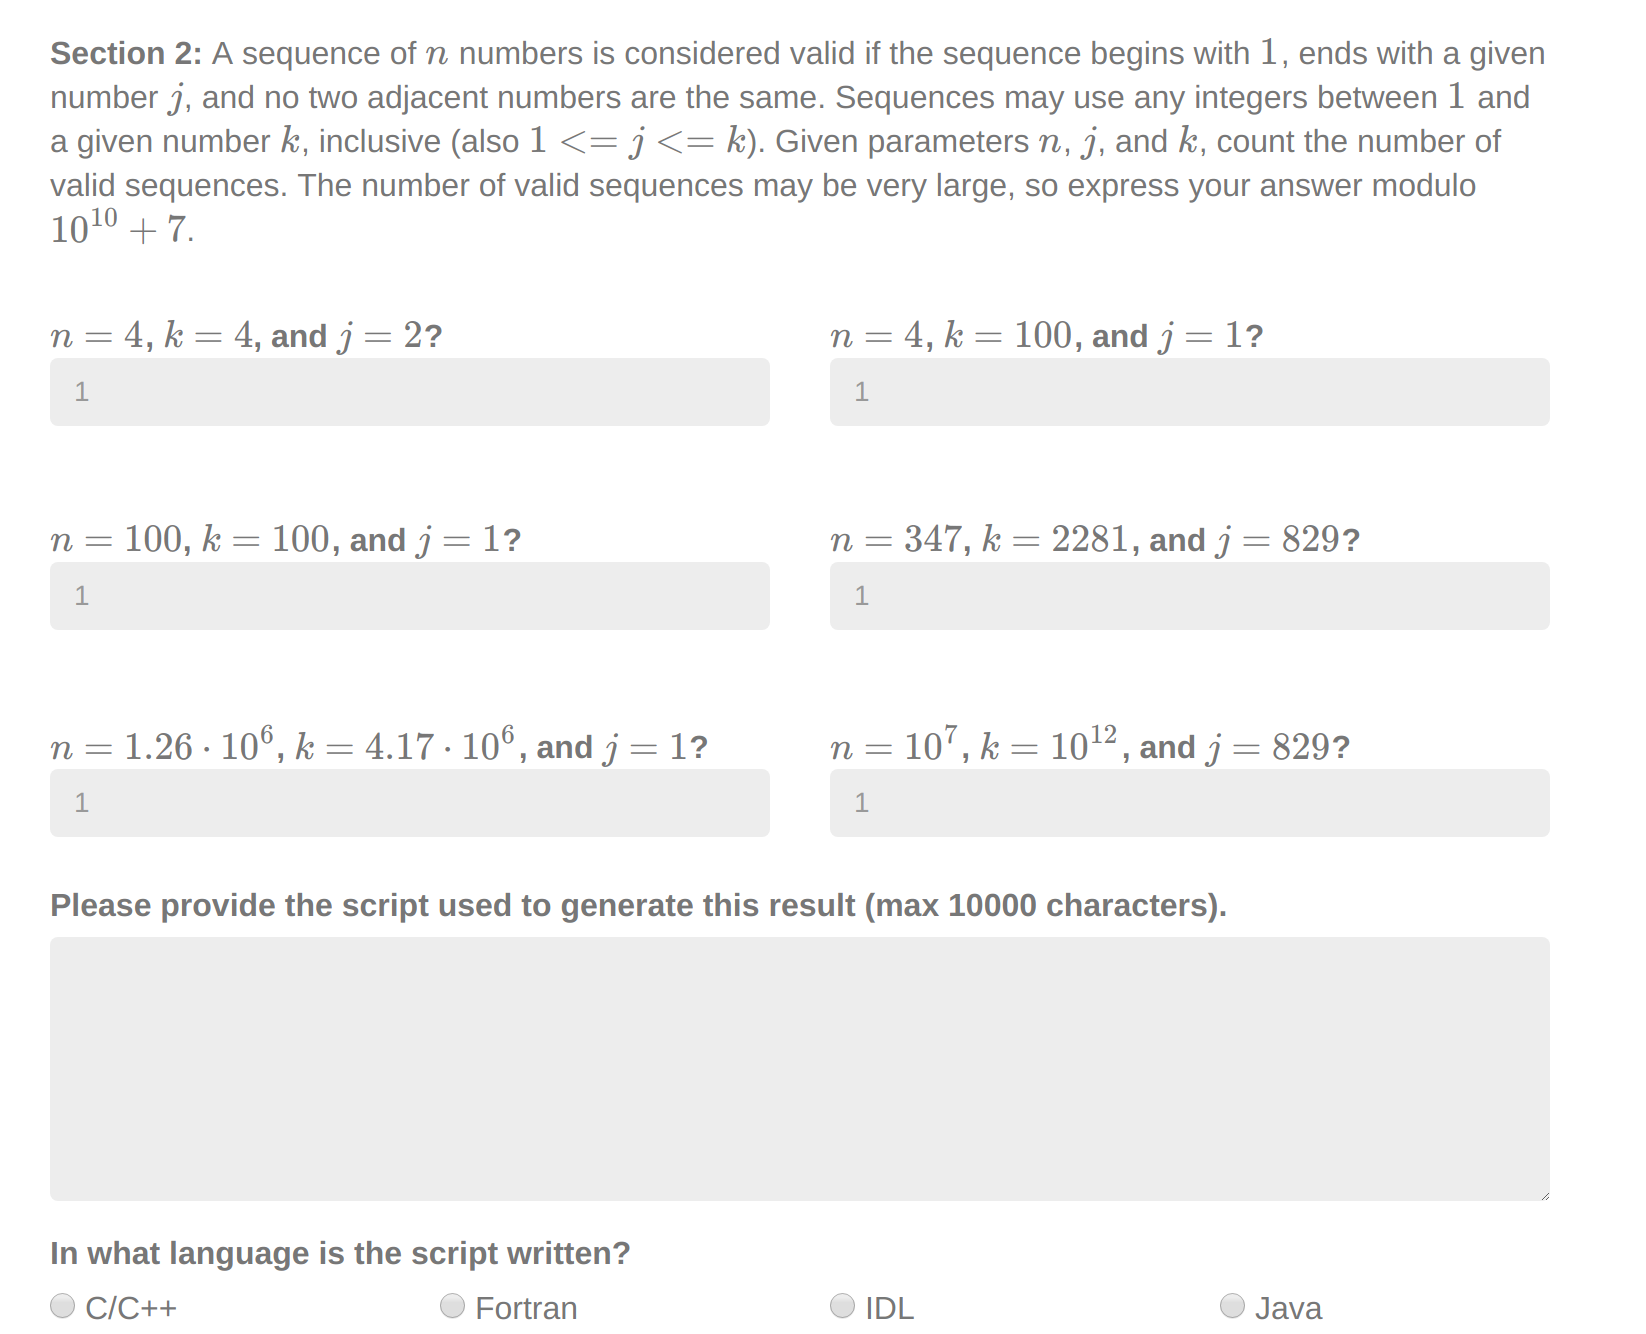 Section 2: A sequence of n numbers is considered valid if the sequence begins with 1, ends with a given
number j, and no two adjacent numbers are the same. Sequences may use any integers between 1 and
a given number k, inclusive (also 1 <= j <= k). Given parameters n, j, and k, count the number of
valid sequences. The number of valid sequences may be very large, so express your answer modulo
10^10 + 7.
n = 4, k = 4, and j = 2?
n = 4, k = 100, and j = 1?
1
1
n = 100, k = 100, and j = 1?
n = 347, k = 2281, and j = 829?
1
1
n = 1.26 · 10^6, k = 4.17 · 10^6, and j = 1?
n = 10^7, k = 10^12, and j = 829?
1
1
Please provide the script used to generate this result (max 10000 characters).
In what language is the script written?
C/C++
Fortran
IDL
Java